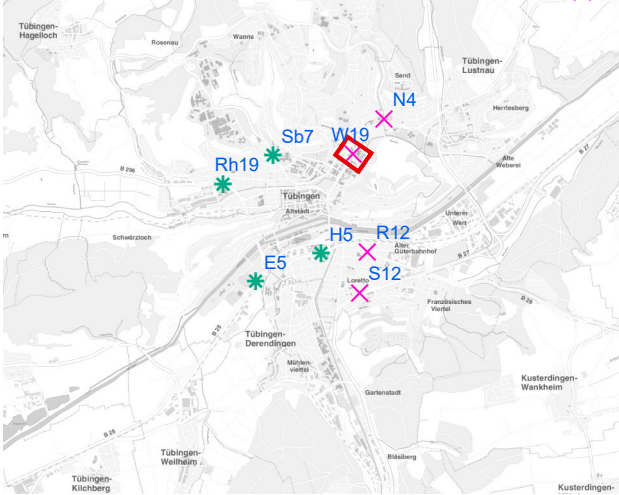 Tübingen-
Hagelloch
Rosenau
Wanne
Sand
Tübingen-
Lustnau
N4
Herrlesberg
W19
Sb7
Rh19
B 296
Alte
Weberei
B 27
Tübingen
Altstadt
Unterer
Wert
Schwärzloch
H5
R12
Alter
Güterbahnhof
B 27
E5
S12
Loretto
Französisches
Viertel
B 28
B 28
Tübingen-
Derendingen
Mühlen-
viertel
Gartenstadt
Kusterdingen-
Wankheim
B 28
Tübingen-
Weilheim
Bläsiberg
Tübingen-
Kilchberg
Kusterdingen-